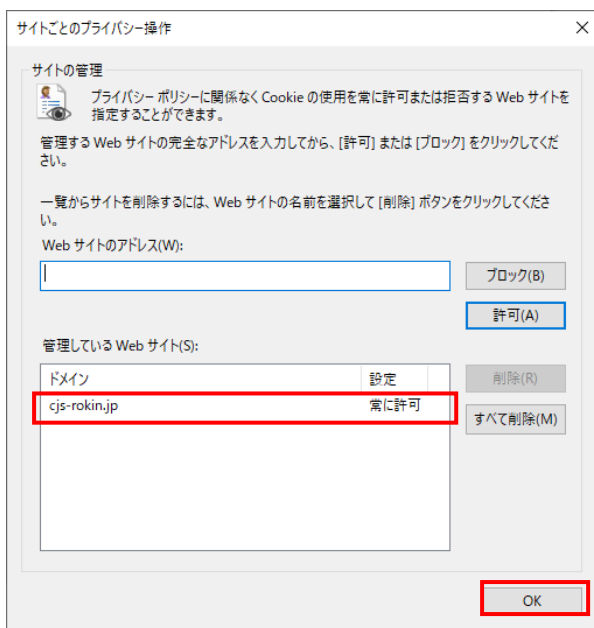 サイトごとのプライバシー操作
サイトの管理
プライバシー ポリシーに関係なく Cookie の使用を常に許可または拒否する Web サイトを
指定することができます。
管理する Web サイトの完全なアドレスを入力してから、[許可] または [ブロック] をクリックしてくだ
さい。
一覧からサイトを削除するには、Web サイトの名前を選択して [削除] ボタンをクリックしてくださ
い。
Web サイトのアドレス(W):
ブロック(B)
許可(A)
管理している Web サイト(S):
ドメイン 設定
削除(R)
cjs-rokin.jp 常に許可
すべて削除(M)
OK